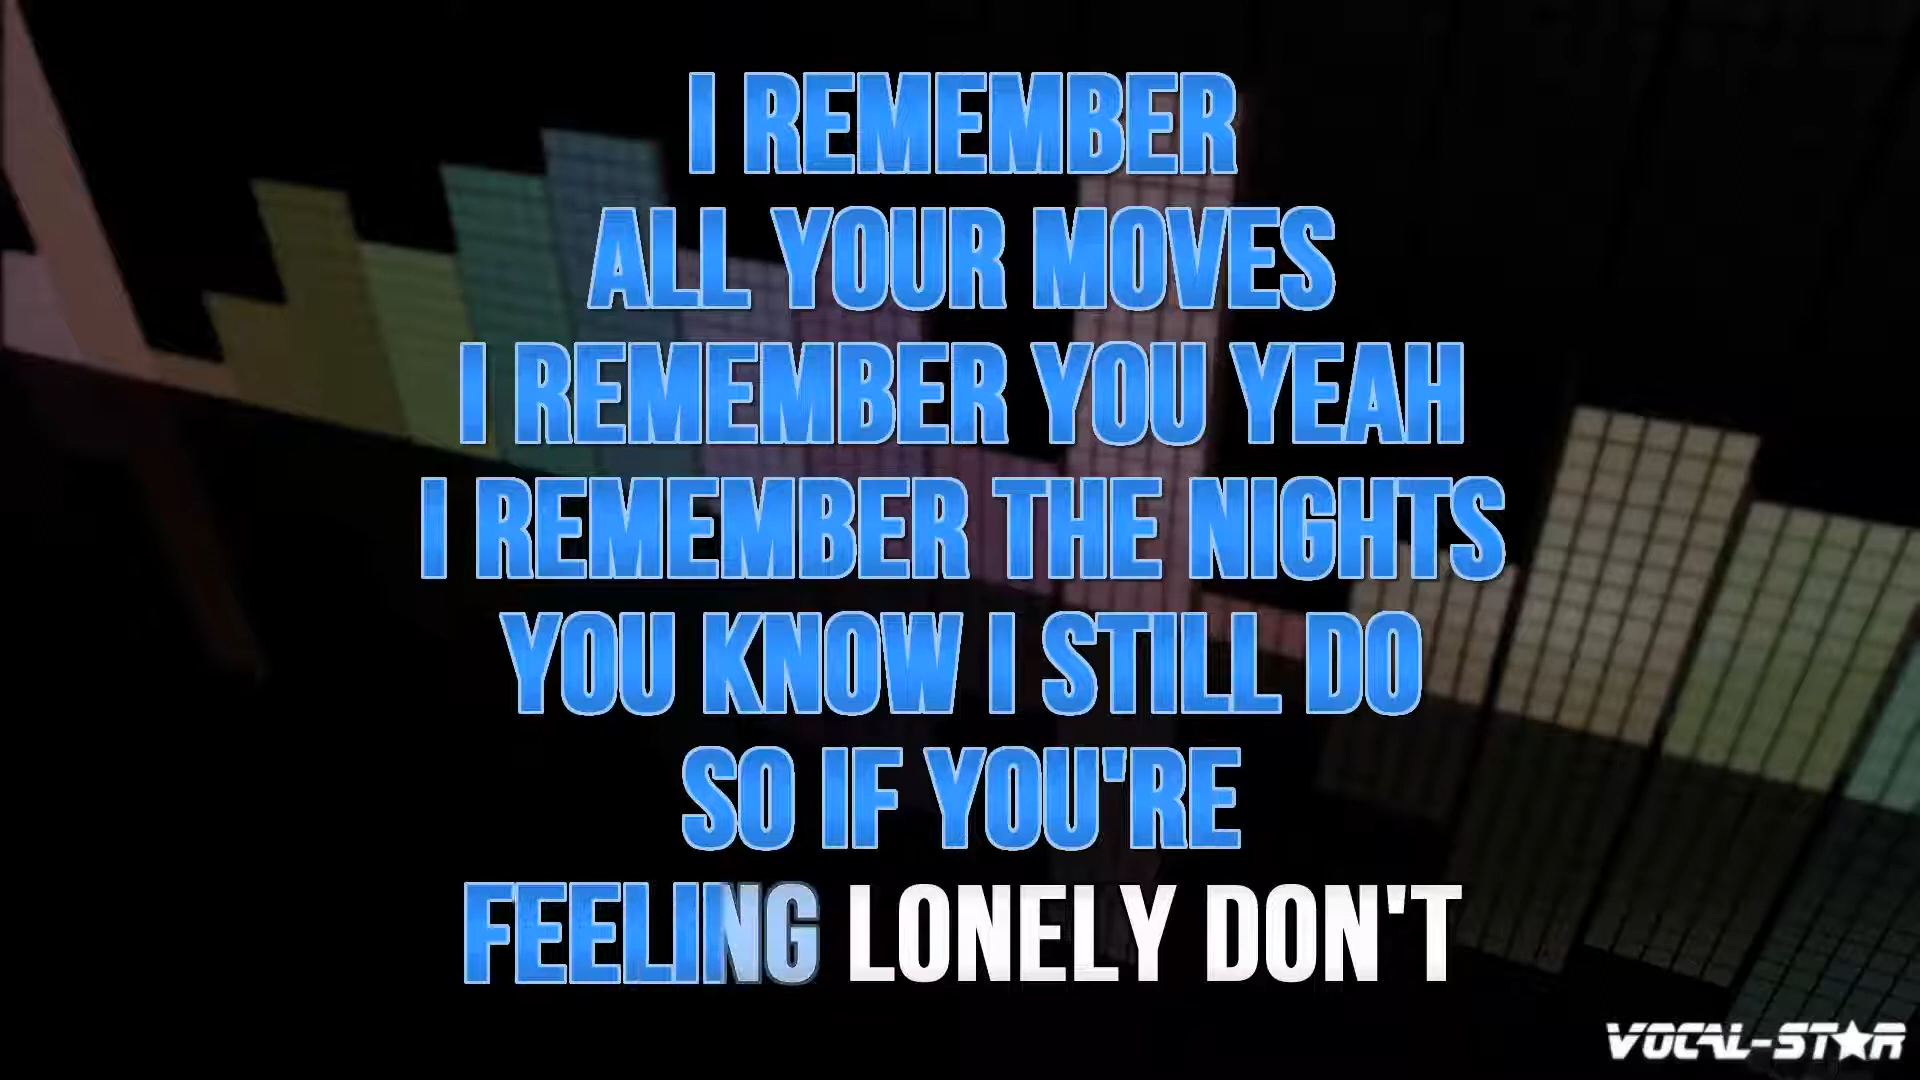 I REMEMBER
ALL YOUR MOVES
I REMEMBER YOU YEAH
I REMEMBER THE NIGHTS
YOU KNOW I STILL DO
SO IF YOU'RE
FEELING LONELY DON'T
VOCAL-STAR